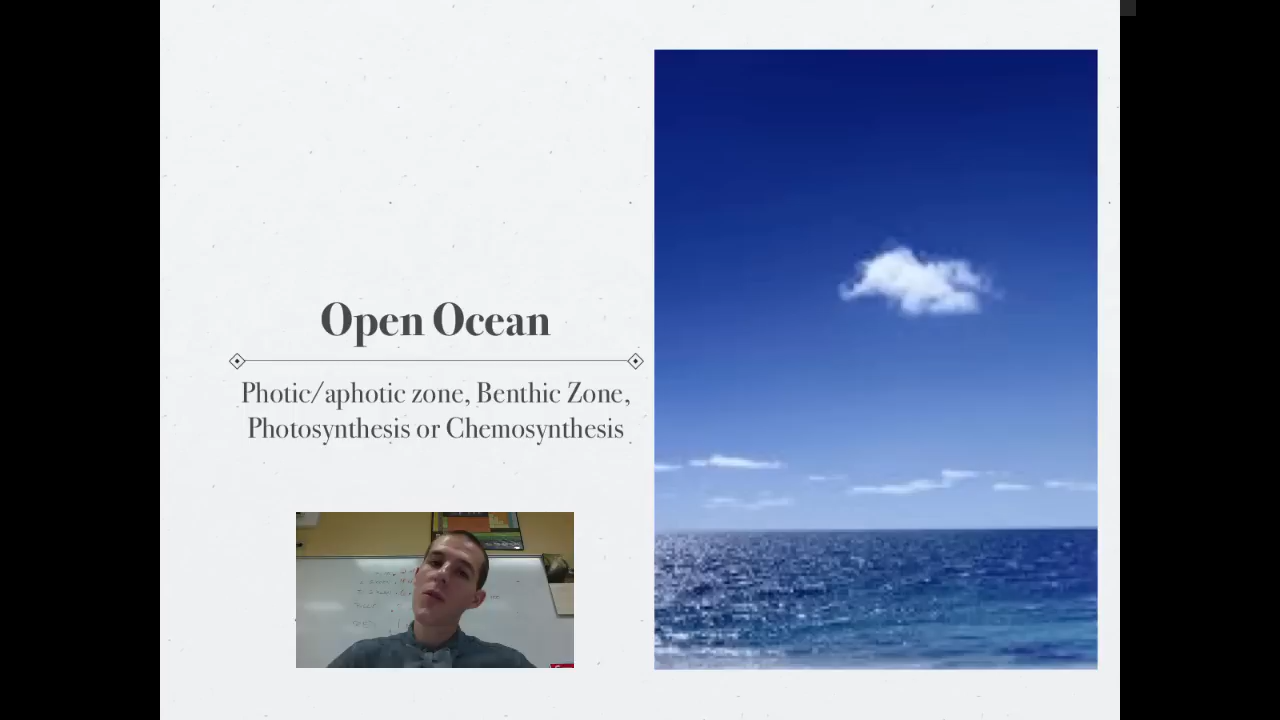 Open Ocean
Photic/aphotic zone, Benthic Zone,
Photosynthesis or Chemosynthesis